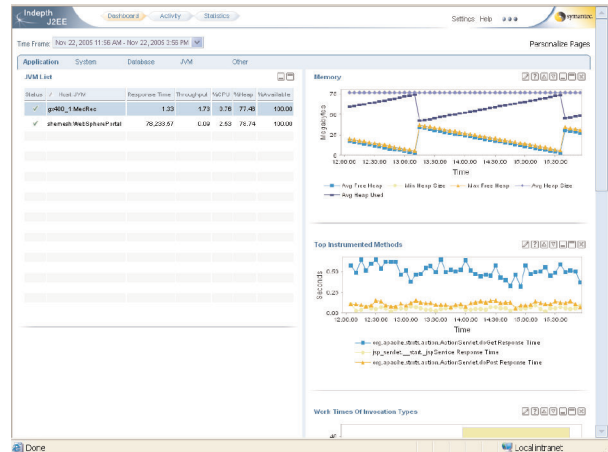 Indepth
J2EE
Dashboard Activity Statistics
Settings Help
symantec.
Time Frame: Nov 22, 2005 11:56 AM - Nov 22, 2005 3:56 PM
Personalize Pages
Application System Database JVM Other
JVM List
Status Host JVM Response Time Throughput %CPU %Heap %Available
1.33 1.73 0.76 77.48 100.00
78,233.57 0.09 2.53 78.74 100.00
Memory
75
50
25
0
Megabytes
12:00:00 12:30:00 13:00:00 13:30:00 14:00:00 14:30:00 15:00:00 15:30:00
Time
Avg Free Heap Min Heap Size Max Free Heap Avg Heap Size
Avg Heap Used
Top Instrumented Methods
0.50
0.25
0.00
Seconds
12:00:00 12:30:00 13:00:00 13:30:00 14:00:00 14:30:00 15:00:00 15:30:00
Time
org.apache.struts.action.ActionServlet.doGet Response Time
jsp_servlet.__start._jspService Response Time
org.apache.struts.action.ActionServlet.doPost Response Time
Work Times Of Invocation Types
Done
Local intranet